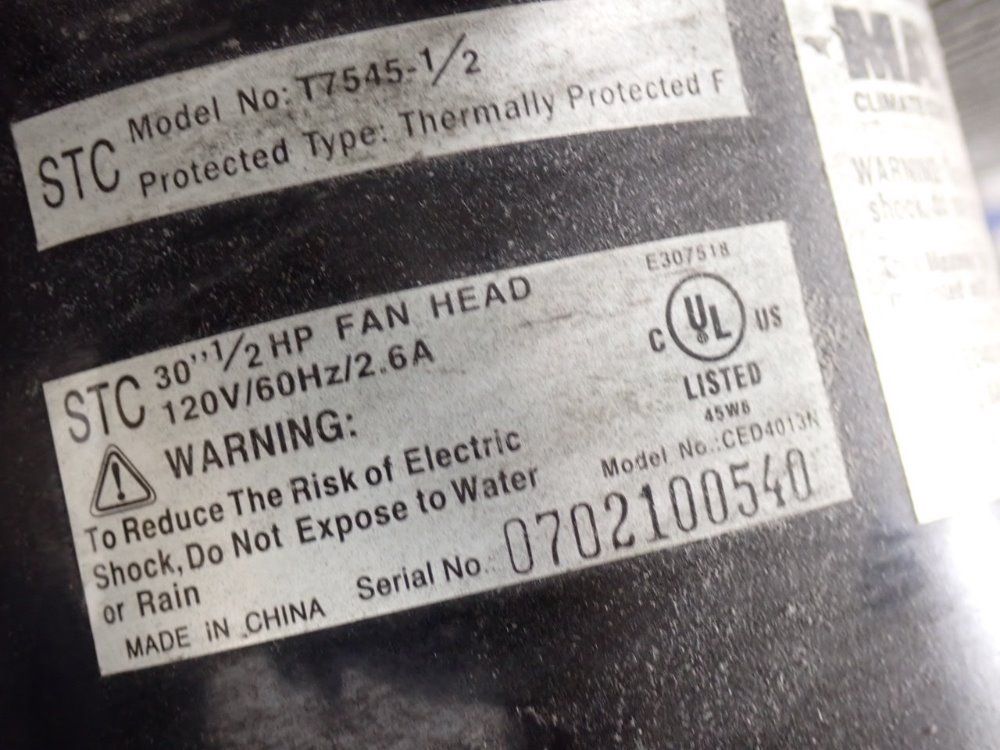 STC
Model No: T7545-1/2
Protected Type: Thermally Protected F
STC
30" 1/2 HP FAN HEAD
120V/60Hz/2.6A
E307518
C UL US
LISTED
45W8
WARNING:
To Reduce The Risk of Electric
Shock, Do Not Expose to Water
or Rain
Model No.:CED4013N
MADE IN CHINA
Serial No. 0702100540
WARNING: